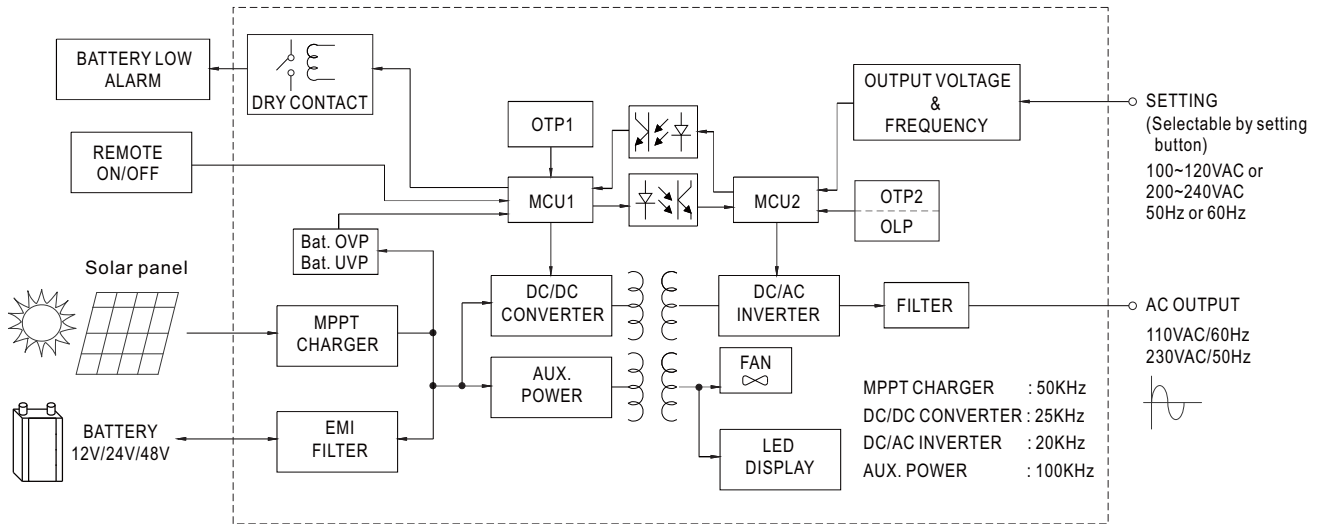 BATTERY LOW
ALARM
DRY CONTACT
OUTPUT VOLTAGE
&
FREQUENCY
SETTING
(Selectable by setting
button)
100~120VAC or
200~240VAC
50Hz or 60Hz
REMOTE
ON/OFF
OTP1
MCU1
MCU2
OTP2
OLP
Bat. OVP
Bat. UVP
Solar panel
MPPT
CHARGER
DC/DC
CONVERTER
DC/AC
INVERTER
FILTER
AC OUTPUT
110VAC/60Hz
230VAC/50Hz
AUX.
POWER
FAN
BATTERY
12V/24V/48V
EMI
FILTER
LED
DISPLAY
MPPT CHARGER : 50KHz
DC/DC CONVERTER : 25KHz
DC/AC INVERTER : 20KHz
AUX. POWER : 100KHz